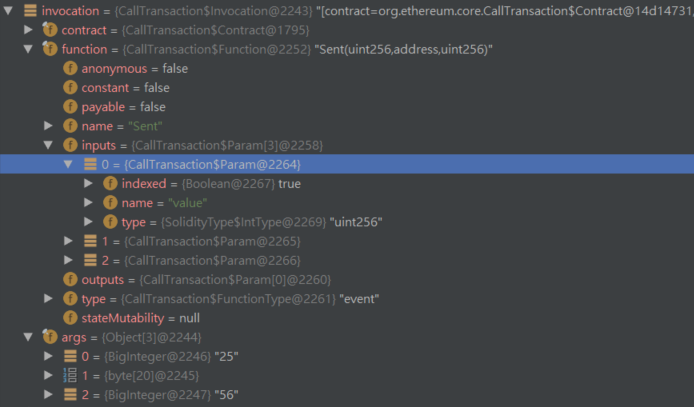 invocation = {CallTransaction$Invocation@2243} "[contract=org.ethereum.core.CallTransaction$Contract@14d14731,
contract = {CallTransaction$Contract@1795}
function = {CallTransaction$Function@2252} "Sent(uint256,address,uint256)"
anonymous = false
constant = false
payable = false
name = "Sent"
inputs = {CallTransaction$Param[3]@2258}
0 = {CallTransaction$Param@2264}
indexed = {Boolean@2267} true
name = "value"
type = {SolidityType$IntType@2269} "uint256"
1 = {CallTransaction$Param@2265}
2 = {CallTransaction$Param@2266}
outputs = {CallTransaction$Param[0]@2260}
type = {CallTransaction$FunctionType@2261} "event"
stateMutability = null
args = {Object[3]@2244}
0 = {BigInteger@2246} "25"
1 = {byte[20]@2245}
2 = {BigInteger@2247} "56"